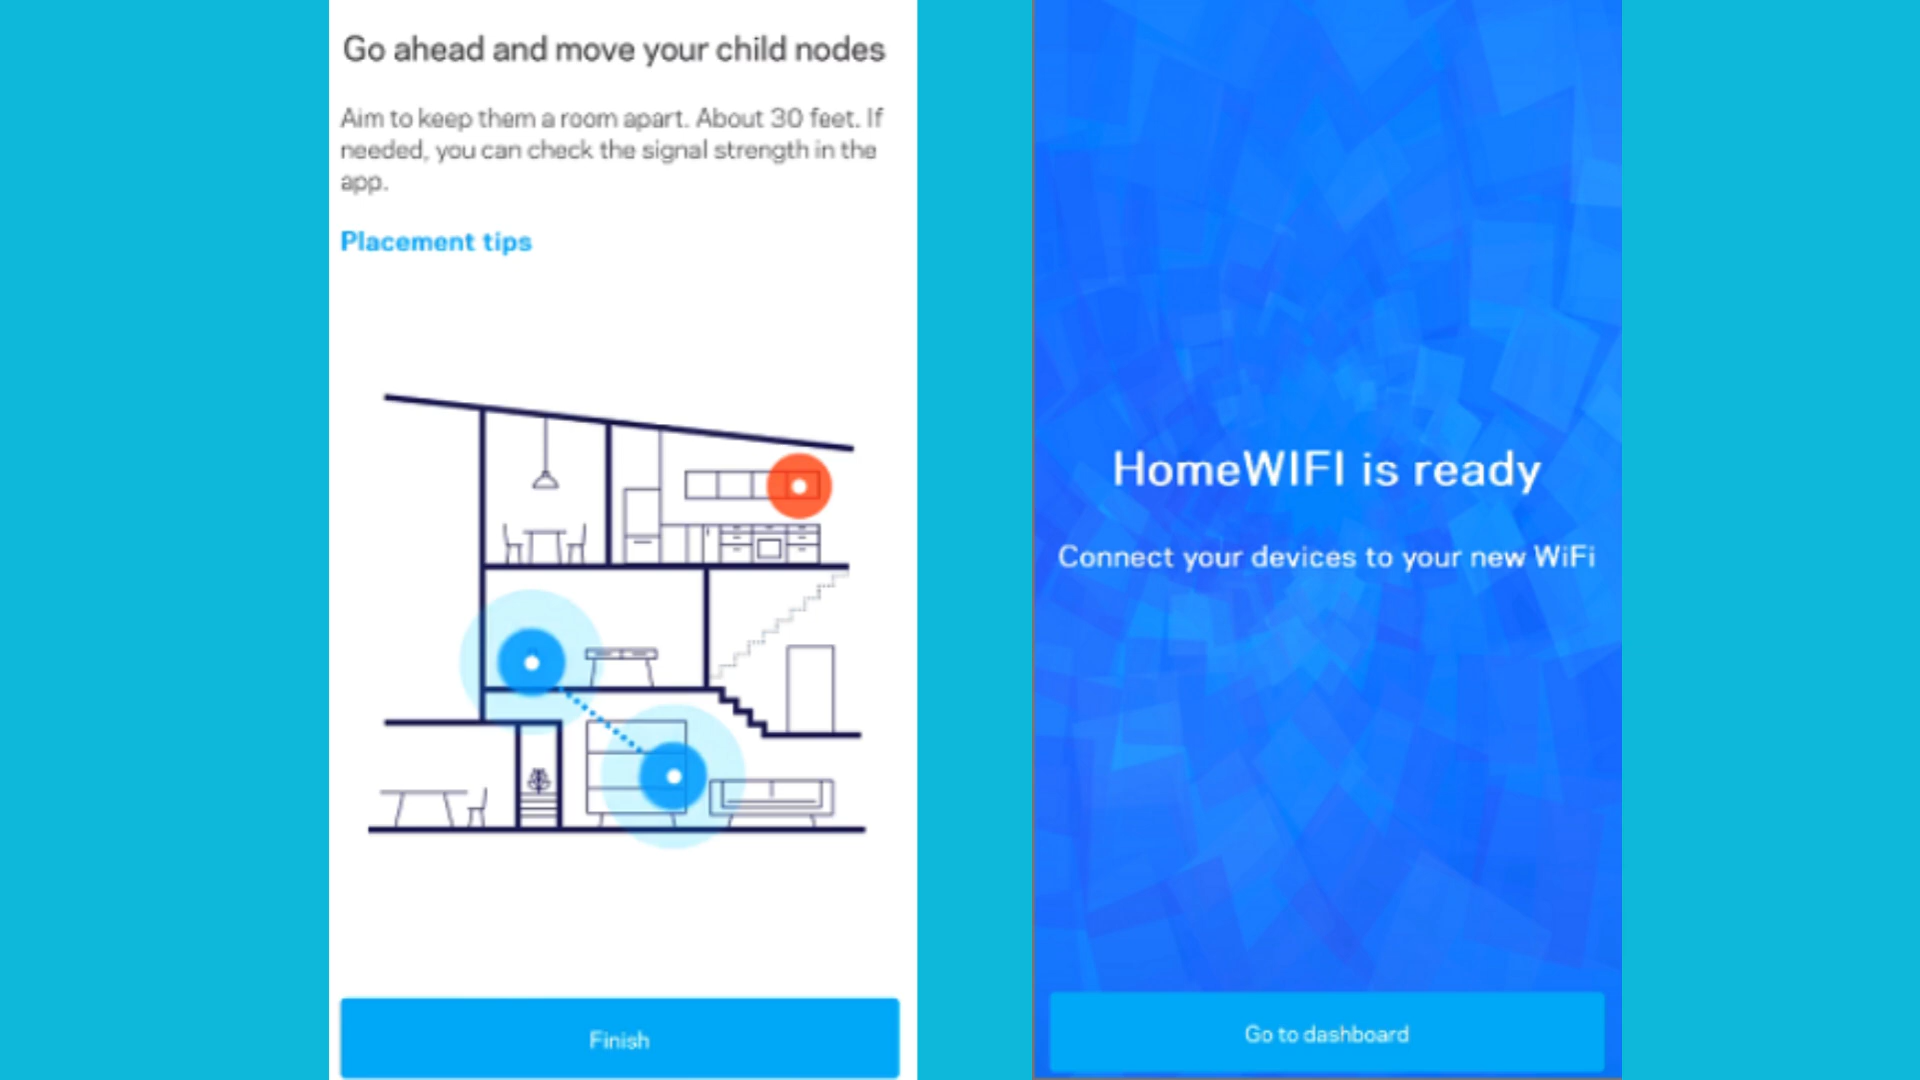 Go ahead and move your child nodes
Aim to keep them a room apart. About 30 feet. If
needed, you can check the signal strength in the
app.
Placement tips
Finish
HomeWIFI is ready
Connect your devices to your new WiFi
Go to dashboard